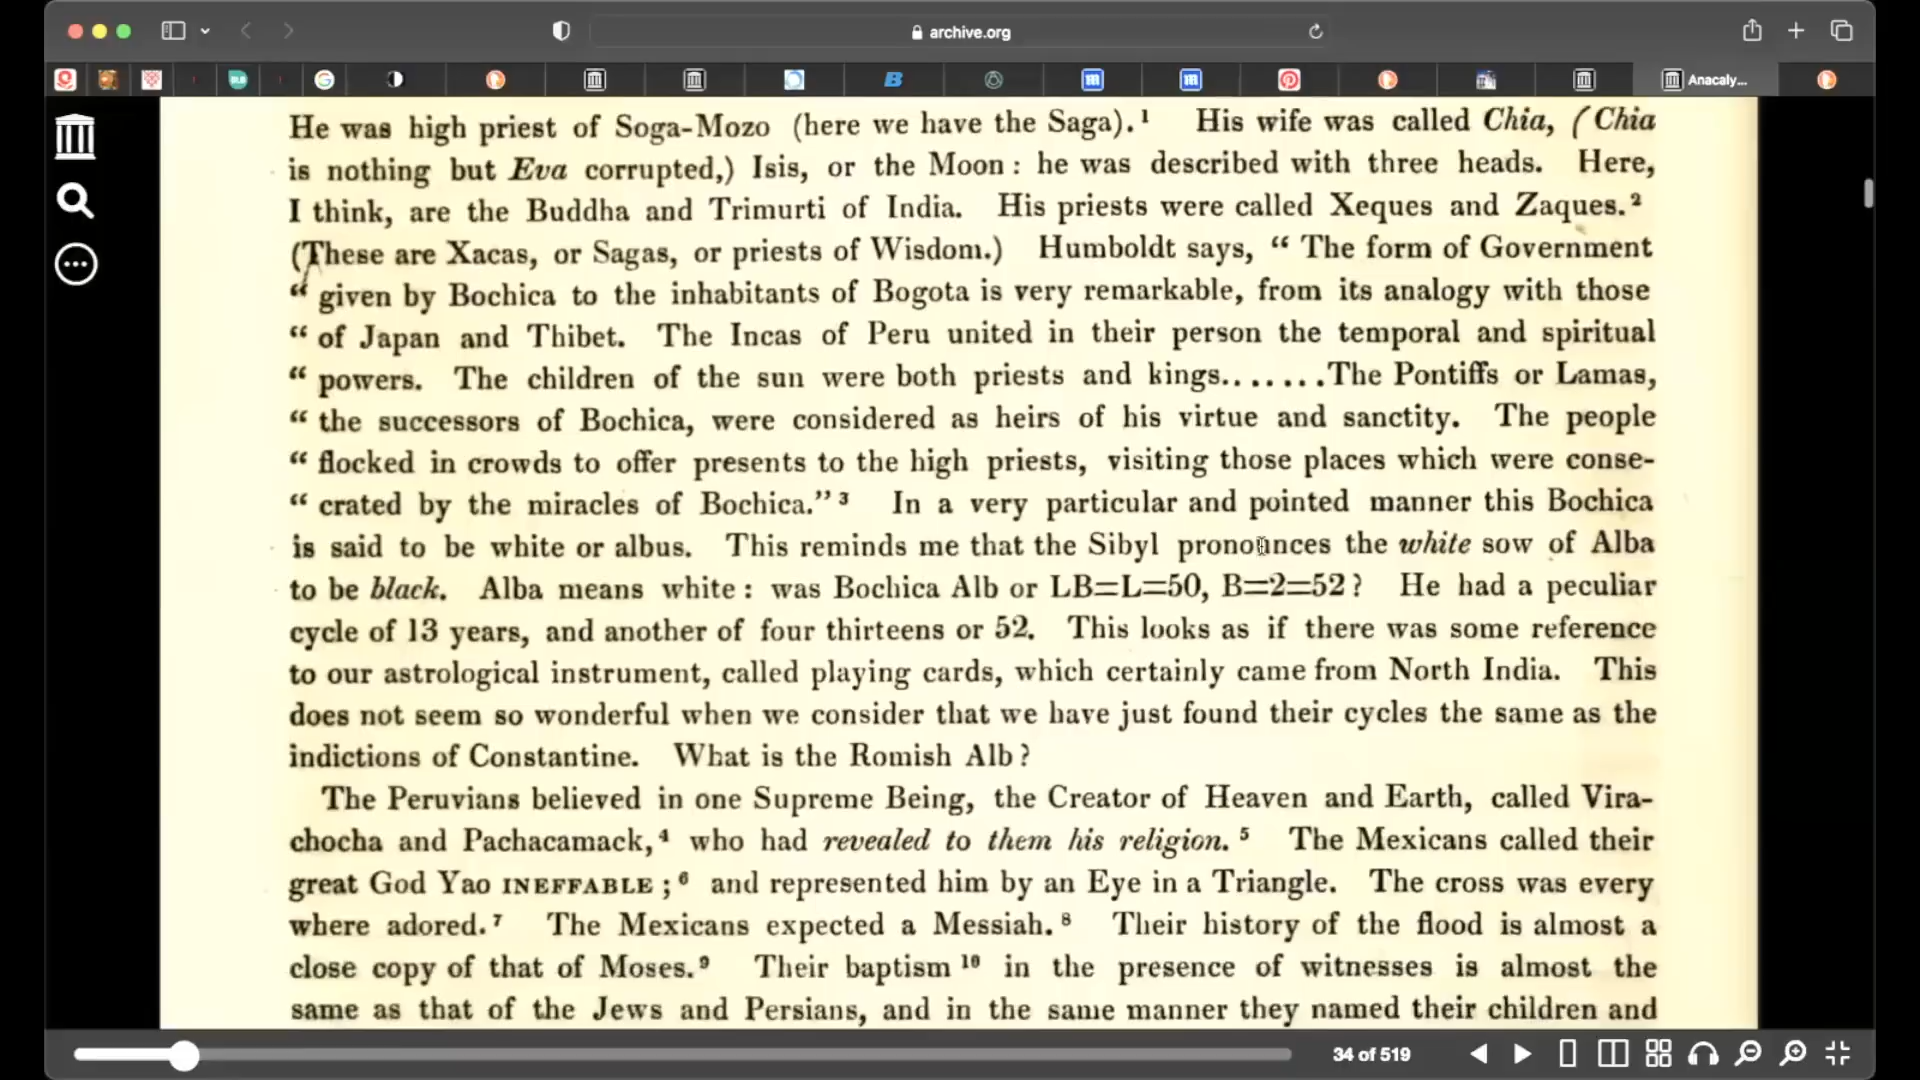 archive.org
Anacaly...
He was high priest of Soga-Mozo (here we have the Saga).¹ His wife was called Chia, (Chia
is nothing but Eva corrupted,) Isis, or the Moon: he was described with three heads. Here,
I think, are the Buddha and Trimurti of India. His priests were called Xeques and Zaques.²
(These are Xacas, or Sagas, or priests of Wisdom.) Humboldt says, “ The form of Government
“ given by Bochica to the inhabitants of Bogota is very remarkable, from its analogy with those
“ of Japan and Thibet. The Incas of Peru united in their person the temporal and spiritual
“ powers. The children of the sun were both priests and kings.......The Pontiffs or Lamas,
“ the successors of Bochica, were considered as heirs of his virtue and sanctity. The people
“ flocked in crowds to offer presents to the high priests, visiting those places which were conse-
“ crated by the miracles of Bochica.”³ In a very particular and pointed manner this Bochica
is said to be white or albus. This reminds me that the Sibyl pronounces the white sow of Alba
to be black. Alba means white: was Bochica Alb or LB=L=50, B=2=52? He had a peculiar
cycle of 13 years, and another of four thirteens or 52. This looks as if there was some reference
to our astrological instrument, called playing cards, which certainly came from North India. This
does not seem so wonderful when we consider that we have just found their cycles the same as the
indictions of Constantine. What is the Romish Alb?
The Peruvians believed in one Supreme Being, the Creator of Heaven and Earth, called Vira-
chocha and Pachacamack,⁴ who had revealed to them his religion.⁵ The Mexicans called their
great God Yao INEFFABLE;⁶ and represented him by an Eye in a Triangle. The cross was every
where adored.⁷ The Mexicans expected a Messiah.⁸ Their history of the flood is almost a
close copy of that of Moses.⁹ Their baptism¹⁰ in the presence of witnesses is almost the
same as that of the Jews and Persians, and in the same manner they named their children and
34 of 519